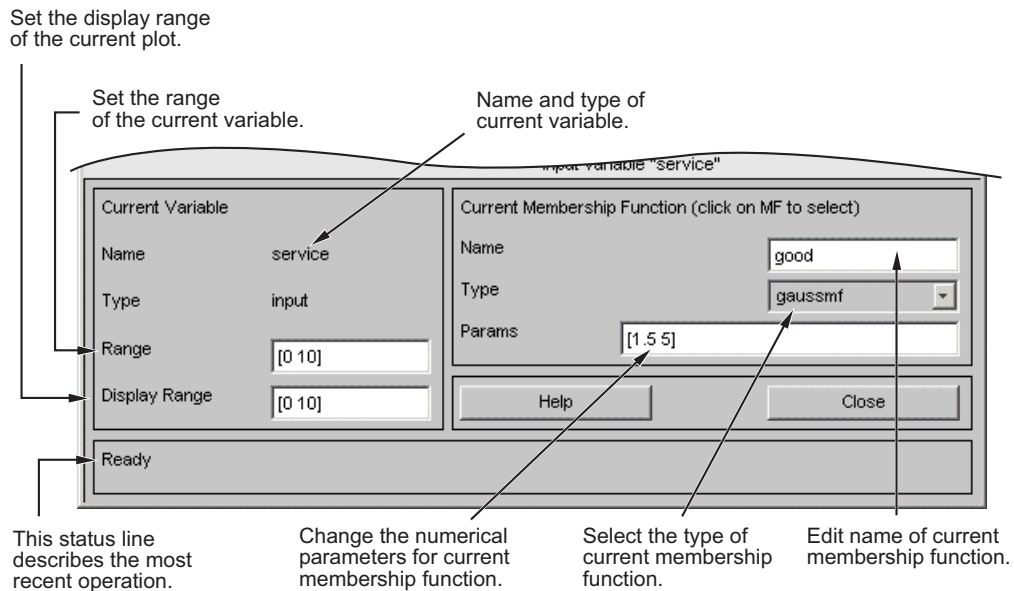 Set the display range
of the current plot.
Set the range
of the current variable.
Name and type of
current variable.
input variable "service"
Current Variable
Name service
Type input
Range [0 10]
Display Range [0 10]
Current Membership Function (click on MF to select)
Name good
Type gaussmf
Params [1.5 5]
Help Close
Ready
This status line
describes the most
recent operation.
Change the numerical
parameters for current
membership function.
Select the type of
current membership
function.
Edit name of current
membership function.